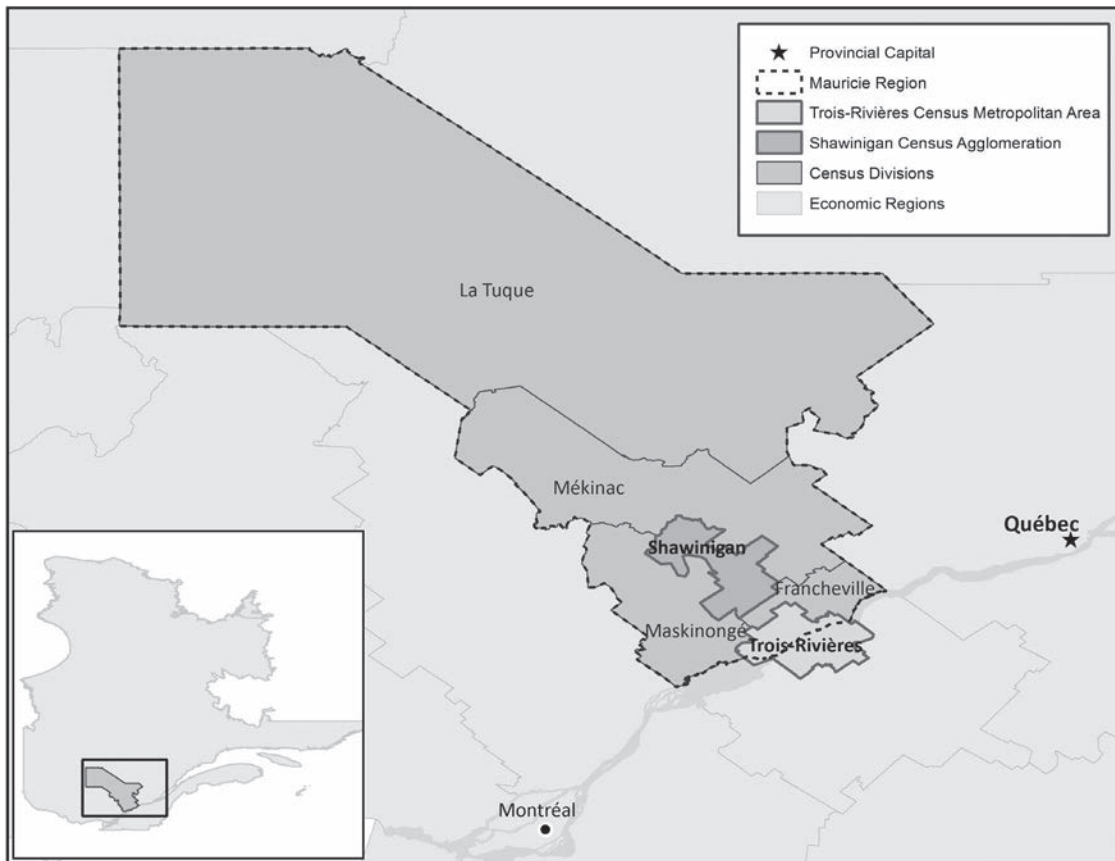 Provincial Capital
Mauricie Region
Trois-Rivières Census Metropolitan Area
Shawinigan Census Agglomeration
Census Divisions
Economic Regions
La Tuque
Mékinac
Québec
Shawinigan
Francheville
Maskinongé
Trois-Rivières
Montréal